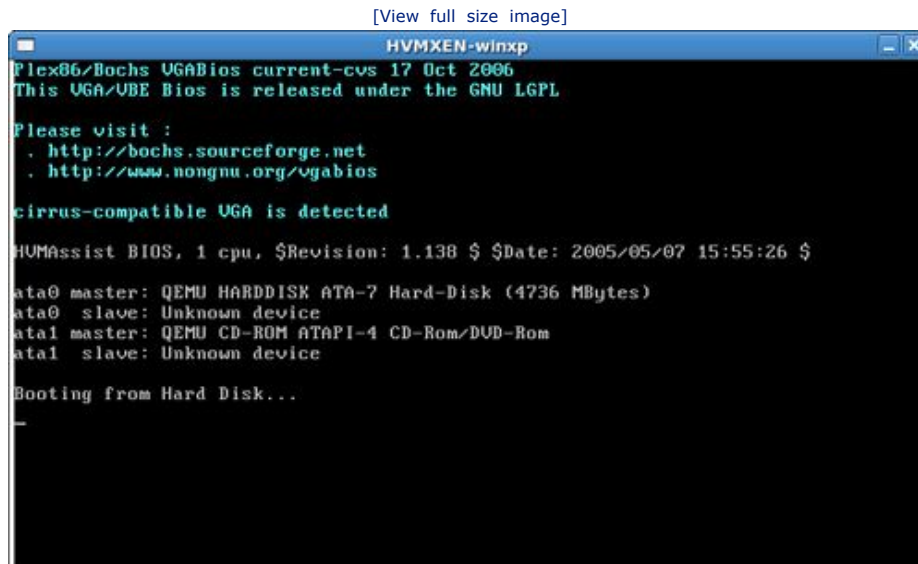 [View full size image]
HVMXEN-winxp
Plex86/Bochs VGABios current-cvs 17 Oct 2006
This VGA/VBE Bios is released under the GNU LGPL
Please visit :
. http://bochs.sourceforge.net
. http://www.nongnu.org/vgabios
cirrus-compatible VGA is detected
HVMAssist BIOS, 1 cpu, $Revision: 1.138 $ $Date: 2005/05/07 15:55:26 $
ata0 master: QEMU HARDDISK ATA-7 Hard-Disk (4736 MBytes)
ata0  slave: Unknown device
ata1 master: QEMU CD-ROM ATAPI-4 CD-Rom/DVD-Rom
ata1  slave: Unknown device
Booting from Hard Disk...